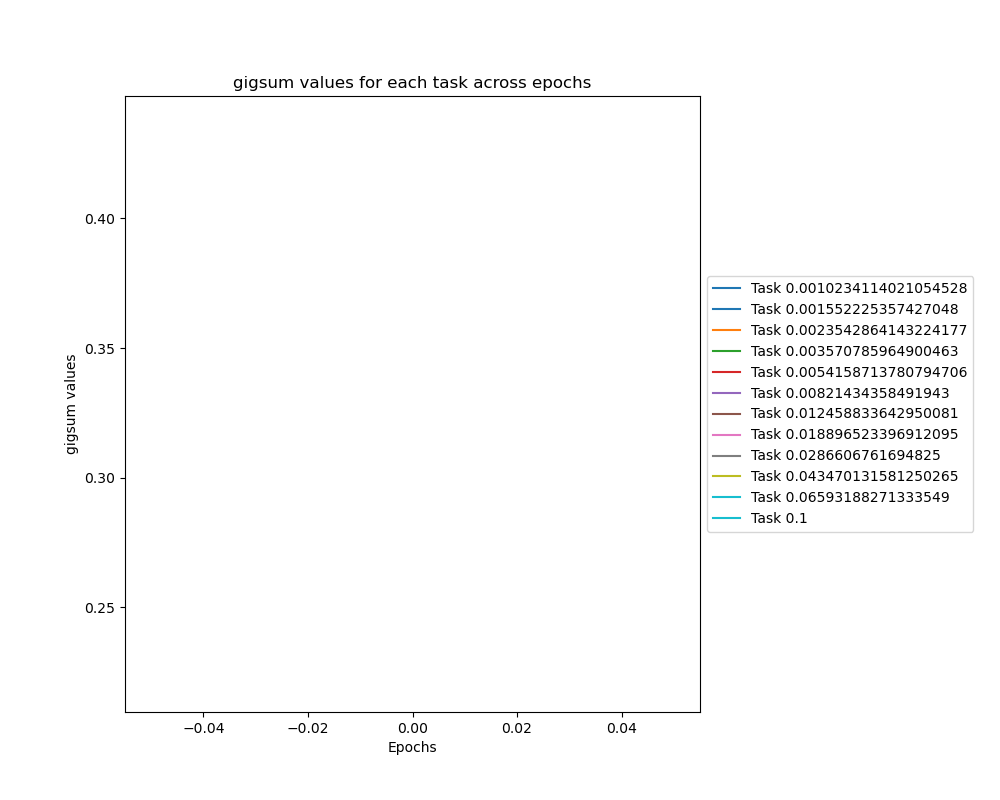 gigsum values for each task across epochs
0.40
0.35
0.30
0.25
gigsum values
−0.04
−0.02
0.00
0.02
0.04
Epochs
Task 0.0010234114021054528
Task 0.001552225357427048
Task 0.0023542864143224177
Task 0.003570785964900463
Task 0.0054158713780794706
Task 0.00821434358491943
Task 0.012458833642950081
Task 0.018896523396912095
Task 0.0286606761694825
Task 0.043470131581250265
Task 0.06593188271333549
Task 0.1